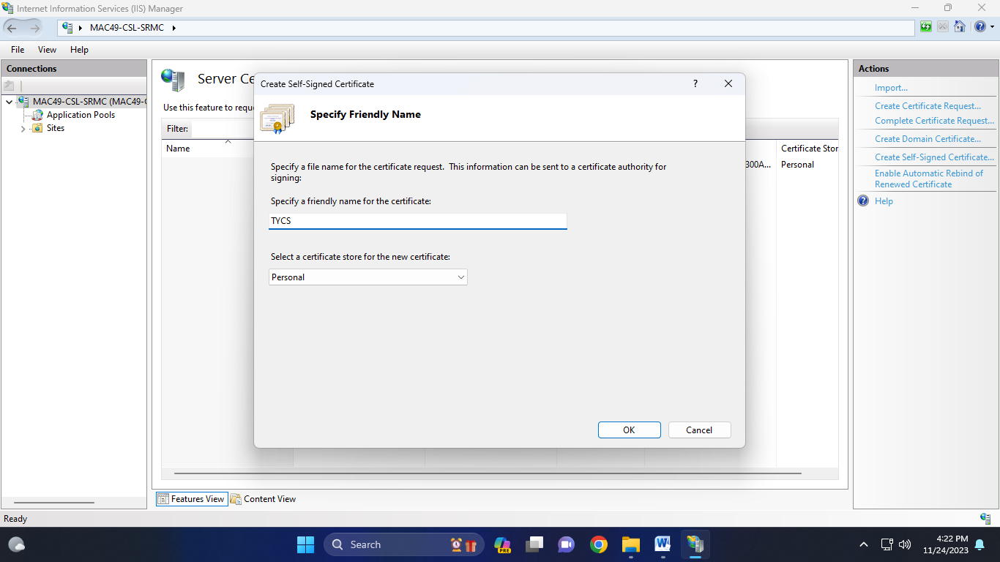 Internet Information Services (IIS) Manager
MAC49-CSL-SRMC
File View Help
Connections
MAC49-CSL-SRMC (MAC49-
Application Pools
Sites
Server Ce
Use this feature to requ
Filter:
Name
Certificate Stor
300A... Personal
Create Self-Signed Certificate
?
Specify Friendly Name
Specify a file name for the certificate request. This information can be sent to a certificate authority for
signing:
Specify a friendly name for the certificate:
TYCS
Select a certificate store for the new certificate:
Personal
OK Cancel
Actions
Import...
Create Certificate Request...
Complete Certificate Request...
Create Domain Certificate...
Create Self-Signed Certificate...
Enable Automatic Rebind of
Renewed Certificate
Help
Features View Content View
Ready
Search
PRE
4:22 PM
11/24/2023